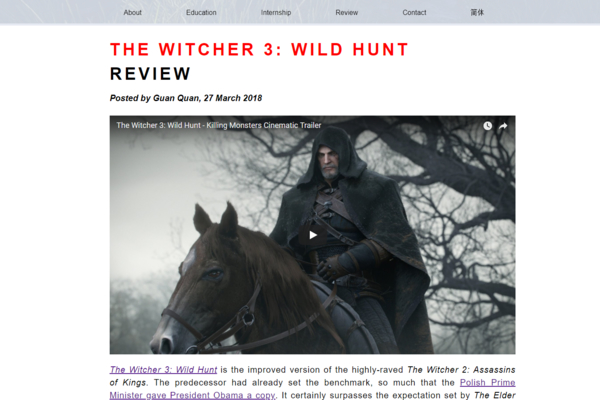 About Education Internship Review Contact 简体
THE WITCHER 3: WILD HUNT
REVIEW
Posted by Guan Quan, 27 March 2018
The Witcher 3: Wild Hunt - Killing Monsters Cinematic Trailer
The Witcher 3: Wild Hunt is the improved version of the highly-raved The Witcher 2: Assassins
of Kings. The predecessor had already set the benchmark, so much that the Polish Prime
Minister gave President Obama a copy. It certainly surpasses the expectation set by The Elder